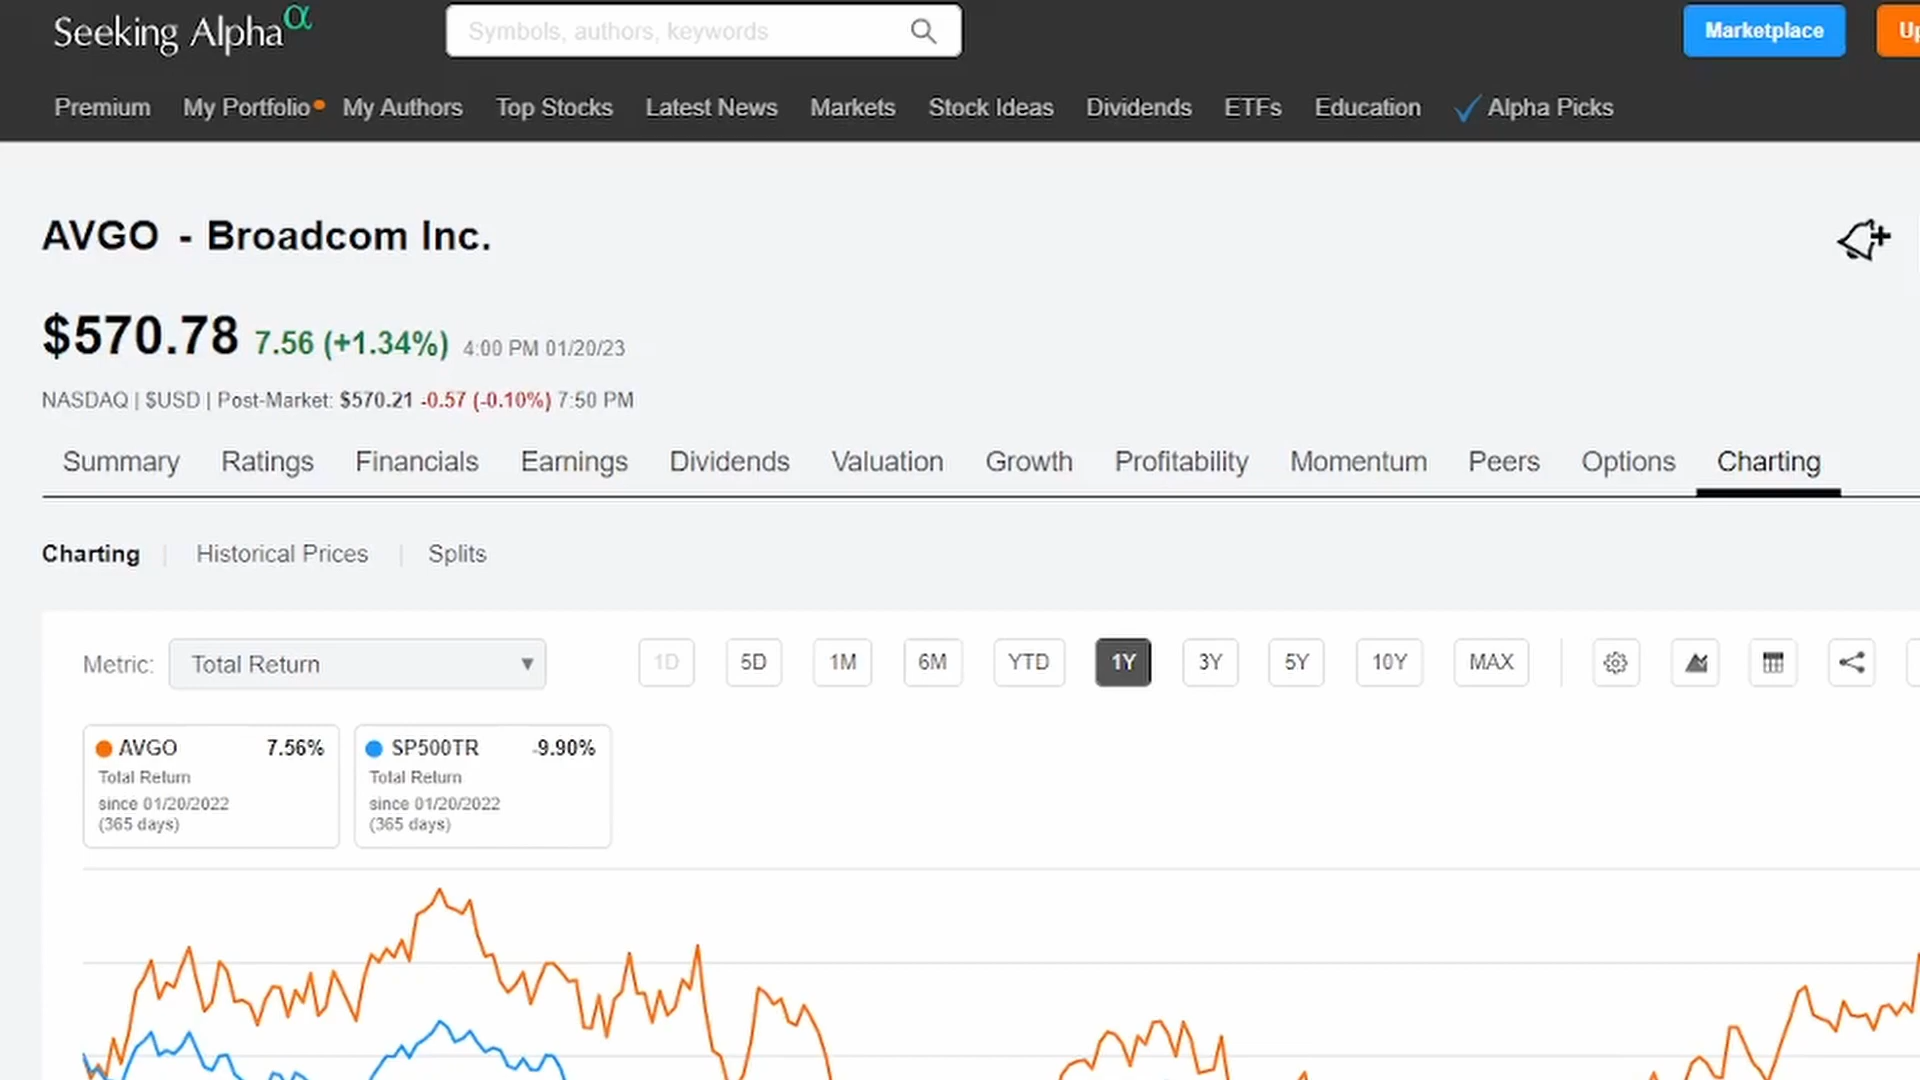 Seeking Alpha α
Symbols, authors, keywords
Marketplace
Up
Premium My Portfolio My Authors Top Stocks Latest News Markets Stock Ideas Dividends ETFs Education Alpha Picks
AVGO - Broadcom Inc.
$570.78 7.56 (+1.34%) 4:00 PM 01/20/23
NASDAQ | $USD | Post-Market: $570.21 -0.57 (-0.10%) 7:50 PM
Summary Ratings Financials Earnings Dividends Valuation Growth Profitability Momentum Peers Options Charting
Charting | Historical Prices | Splits
Metric: Total Return 1D 5D 1M 6M YTD 1Y 3Y 5Y 10Y MAX
AVGO 7.56%
Total Return
since 01/20/2022
(365 days)
SP500TR -9.90%
Total Return
since 01/20/2022
(365 days)